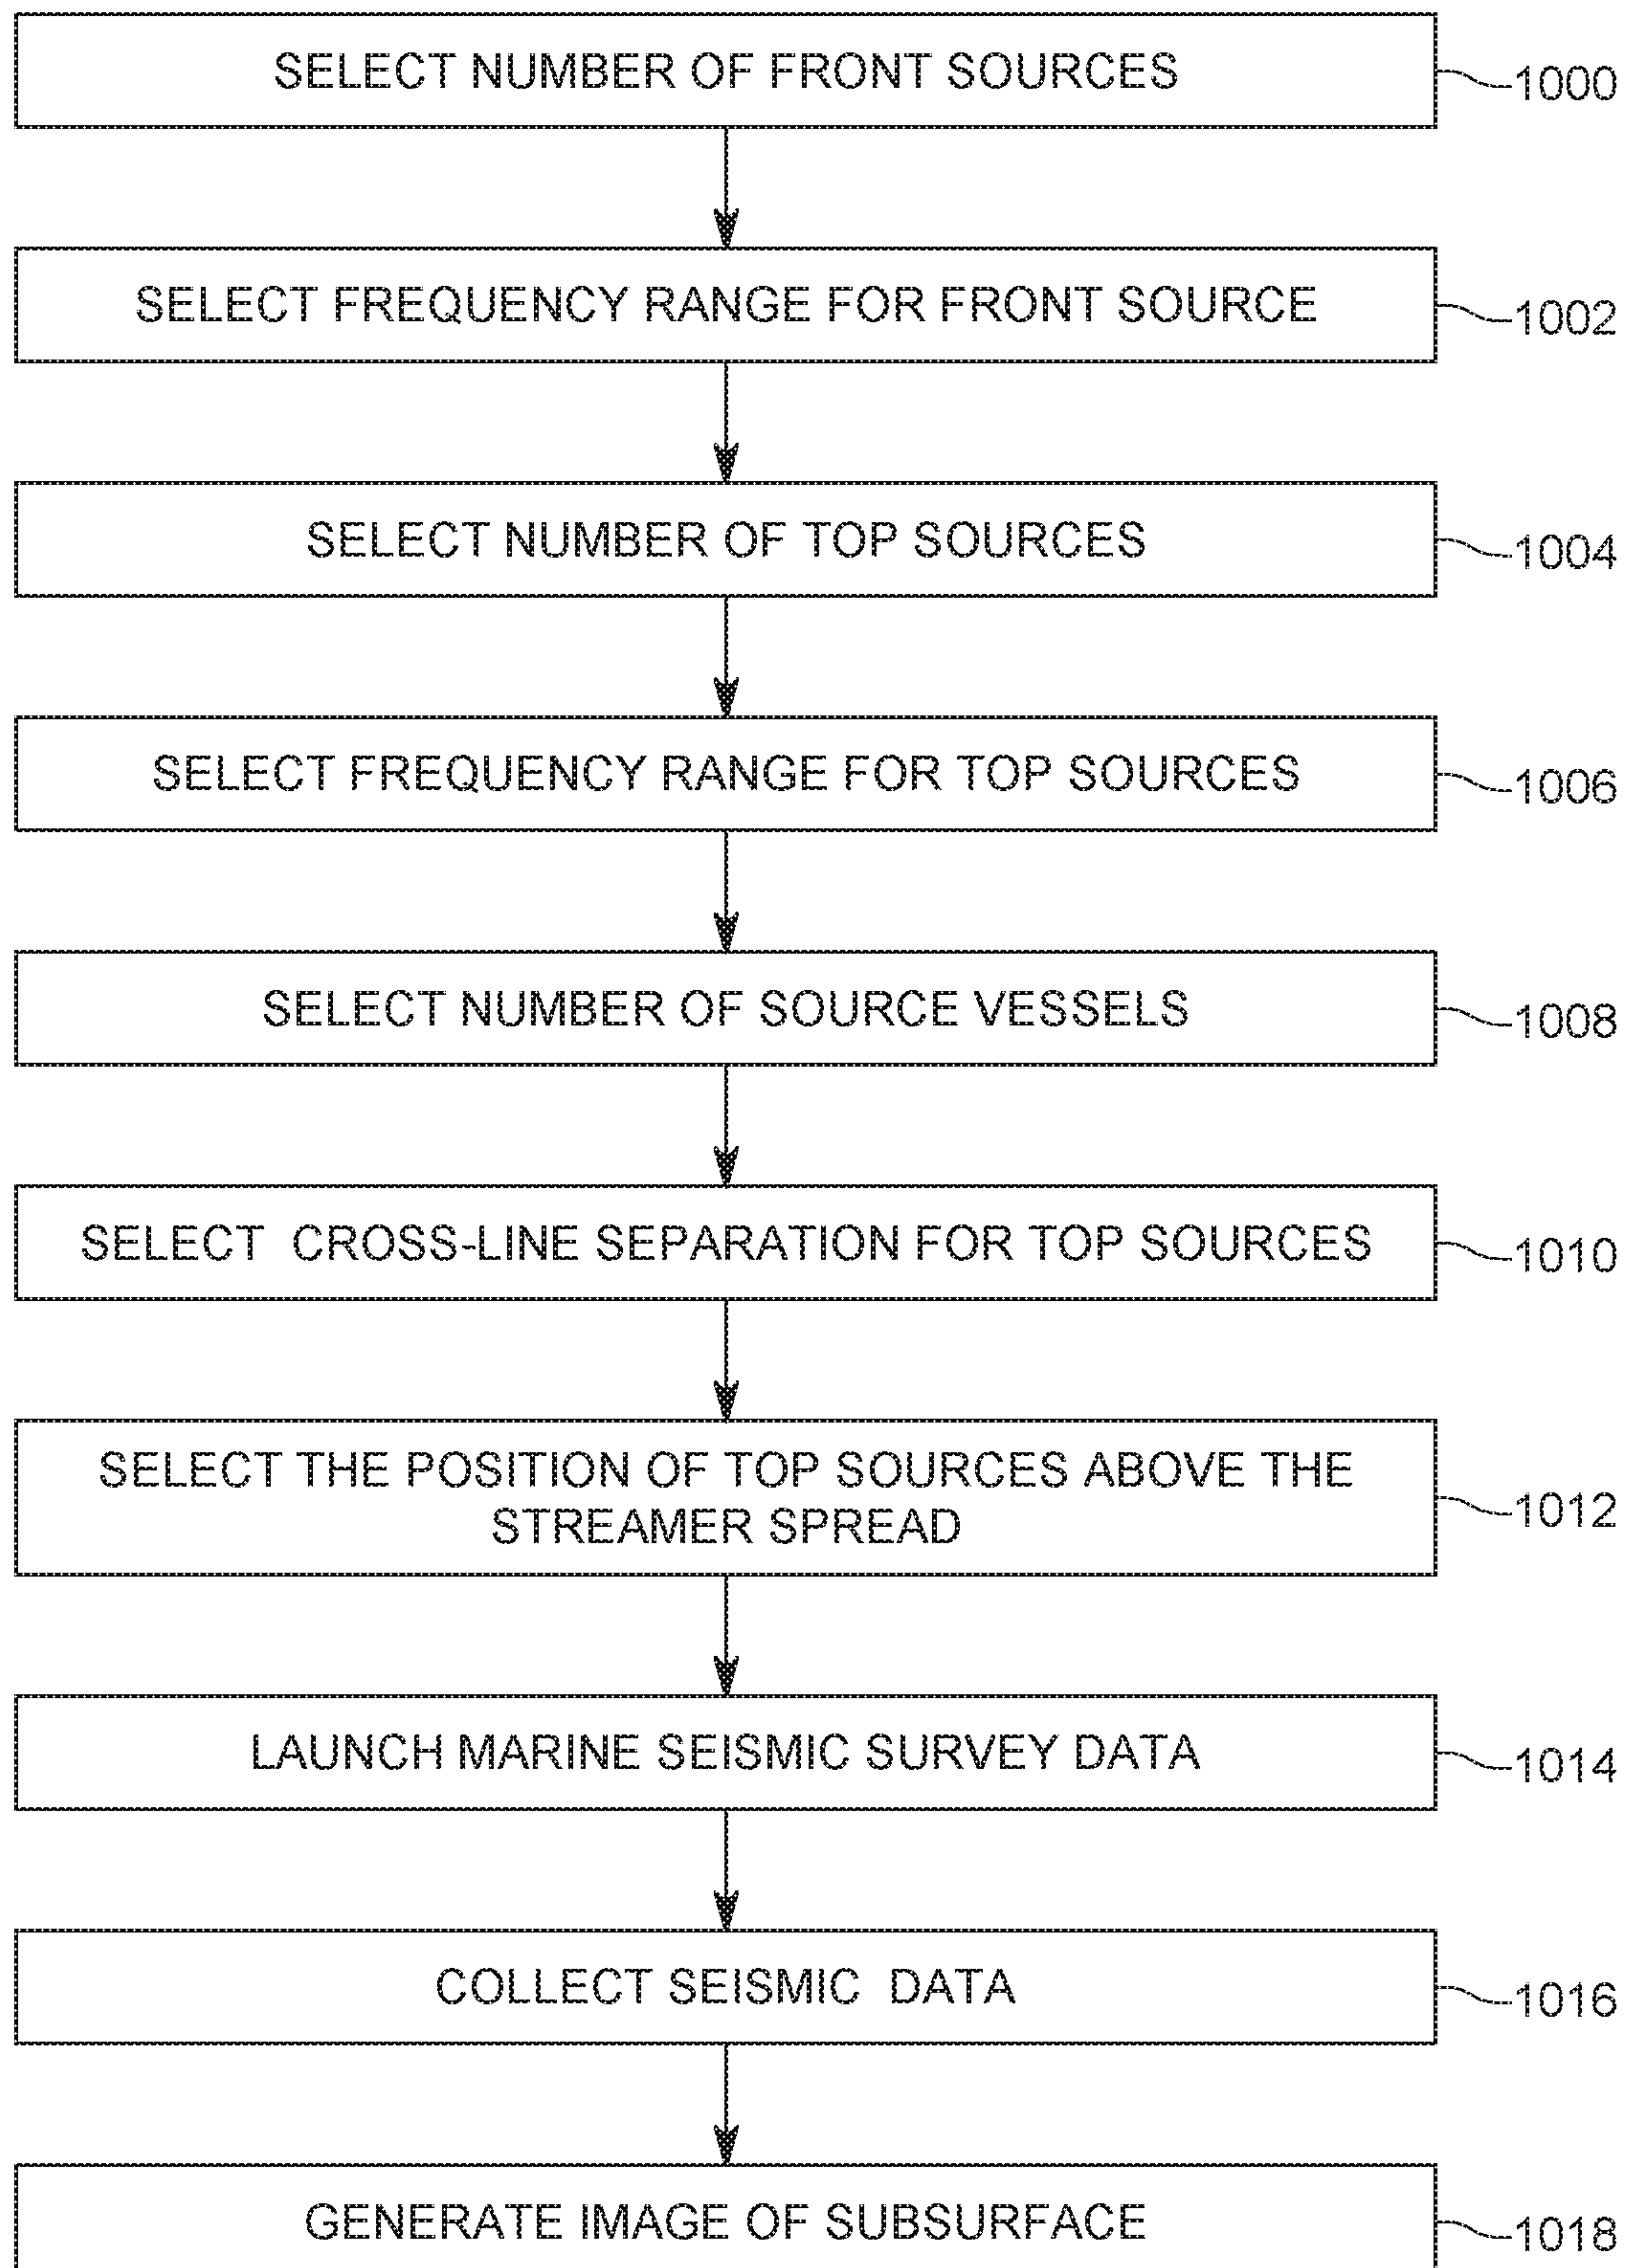 SELECT NUMBER OF FRONT SOURCES
1000
SELECT FREQUENCY RANGE FOR FRONT SOURCE
1002
SELECT NUMBER OF TOP SOURCES
1004
SELECT FREQUENCY RANGE FOR TOP SOURCES
1006
SELECT NUMBER OF SOURCE VESSELS
1008
SELECT CROSS-LINE SEPARATION FOR TOP SOURCES
1010
SELECT THE POSITION OF TOP SOURCES ABOVE THE
STREAMER SPREAD
1012
LAUNCH MARINE SEISMIC SURVEY DATA
1014
COLLECT SEISMIC DATA
1016
GENERATE IMAGE OF SUBSURFACE
1018